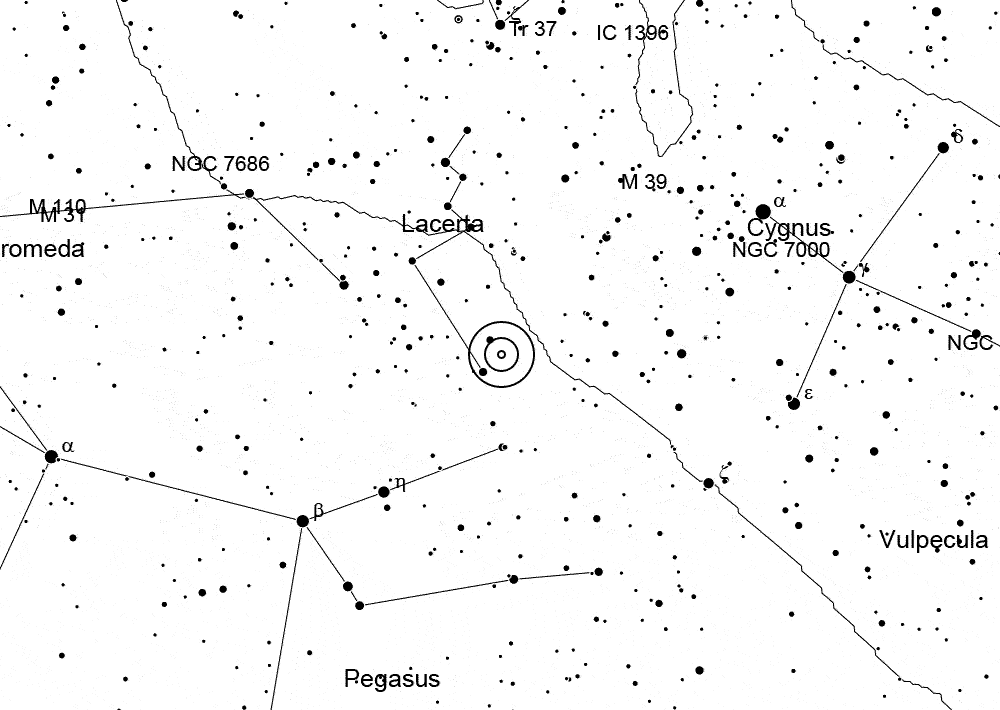 ξ
Tr 37
IC 1396
δ
NGC 7686
M 39
α
M 110
M 31
Lacerta
Cygnus
romeda
NGC 7000
γ
NGC
ε
α
ζ
η
β
Vulpecula
Pegasus